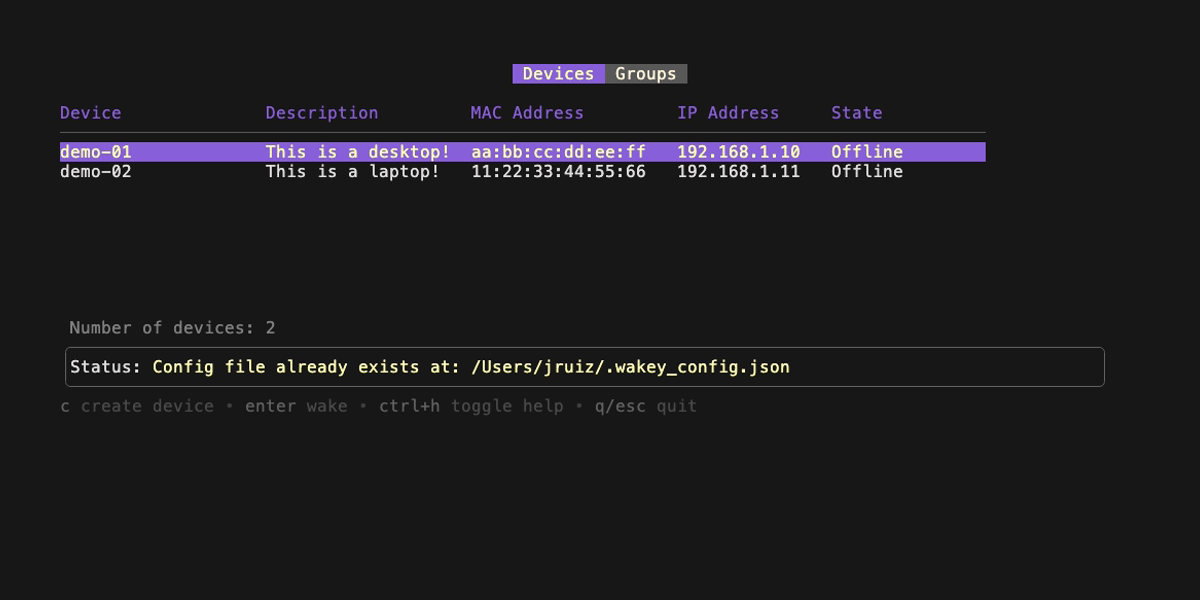 Devices Groups
Device Description MAC Address IP Address State
demo-01 This is a desktop! aa:bb:cc:dd:ee:ff 192.168.1.10 Offline
demo-02 This is a laptop! 11:22:33:44:55:66 192.168.1.11 Offline
Number of devices: 2
Status: Config file already exists at: /Users/jruiz/.wakey_config.json
c create device • enter wake • ctrl+h toggle help • q/esc quit